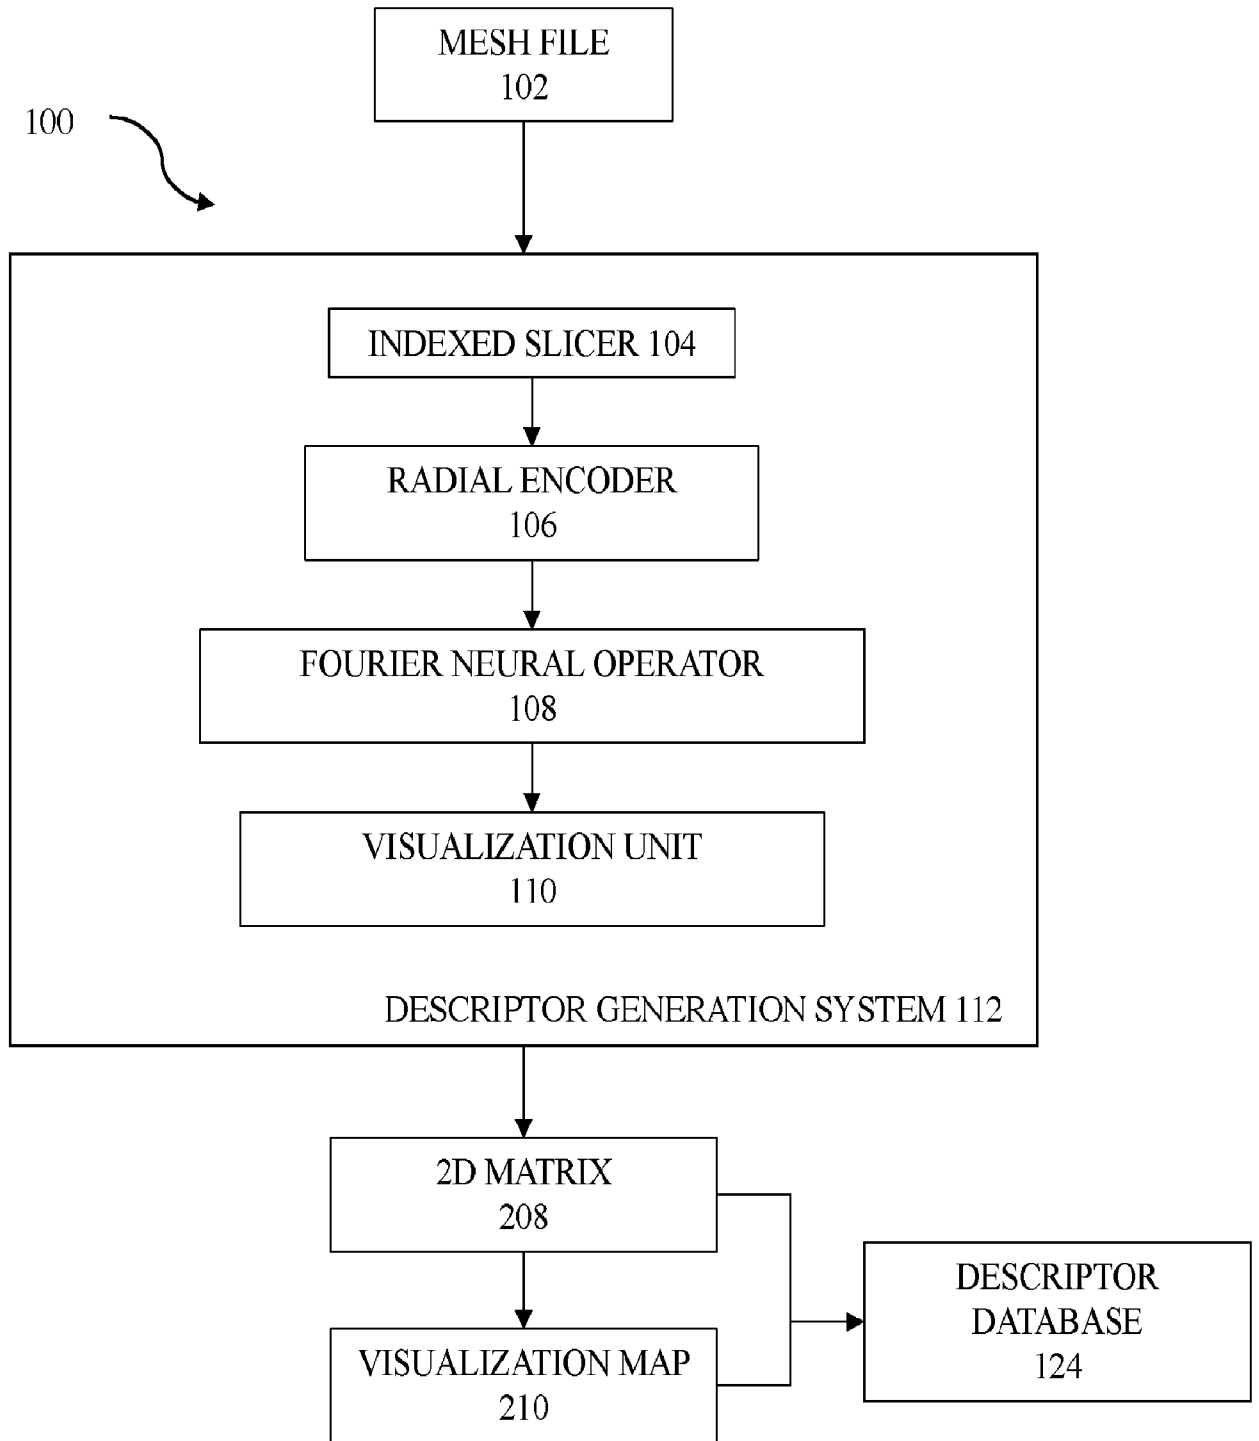 MESH FILE
102
100
INDEXED SLICER 104
RADIAL ENCODER
106
FOURIER NEURAL OPERATOR
108
VISUALIZATION UNIT
110
DESCRIPTOR GENERATION SYSTEM 112
2D MATRIX
208
DESCRIPTOR
DATABASE
124
VISUALIZATION MAP
210